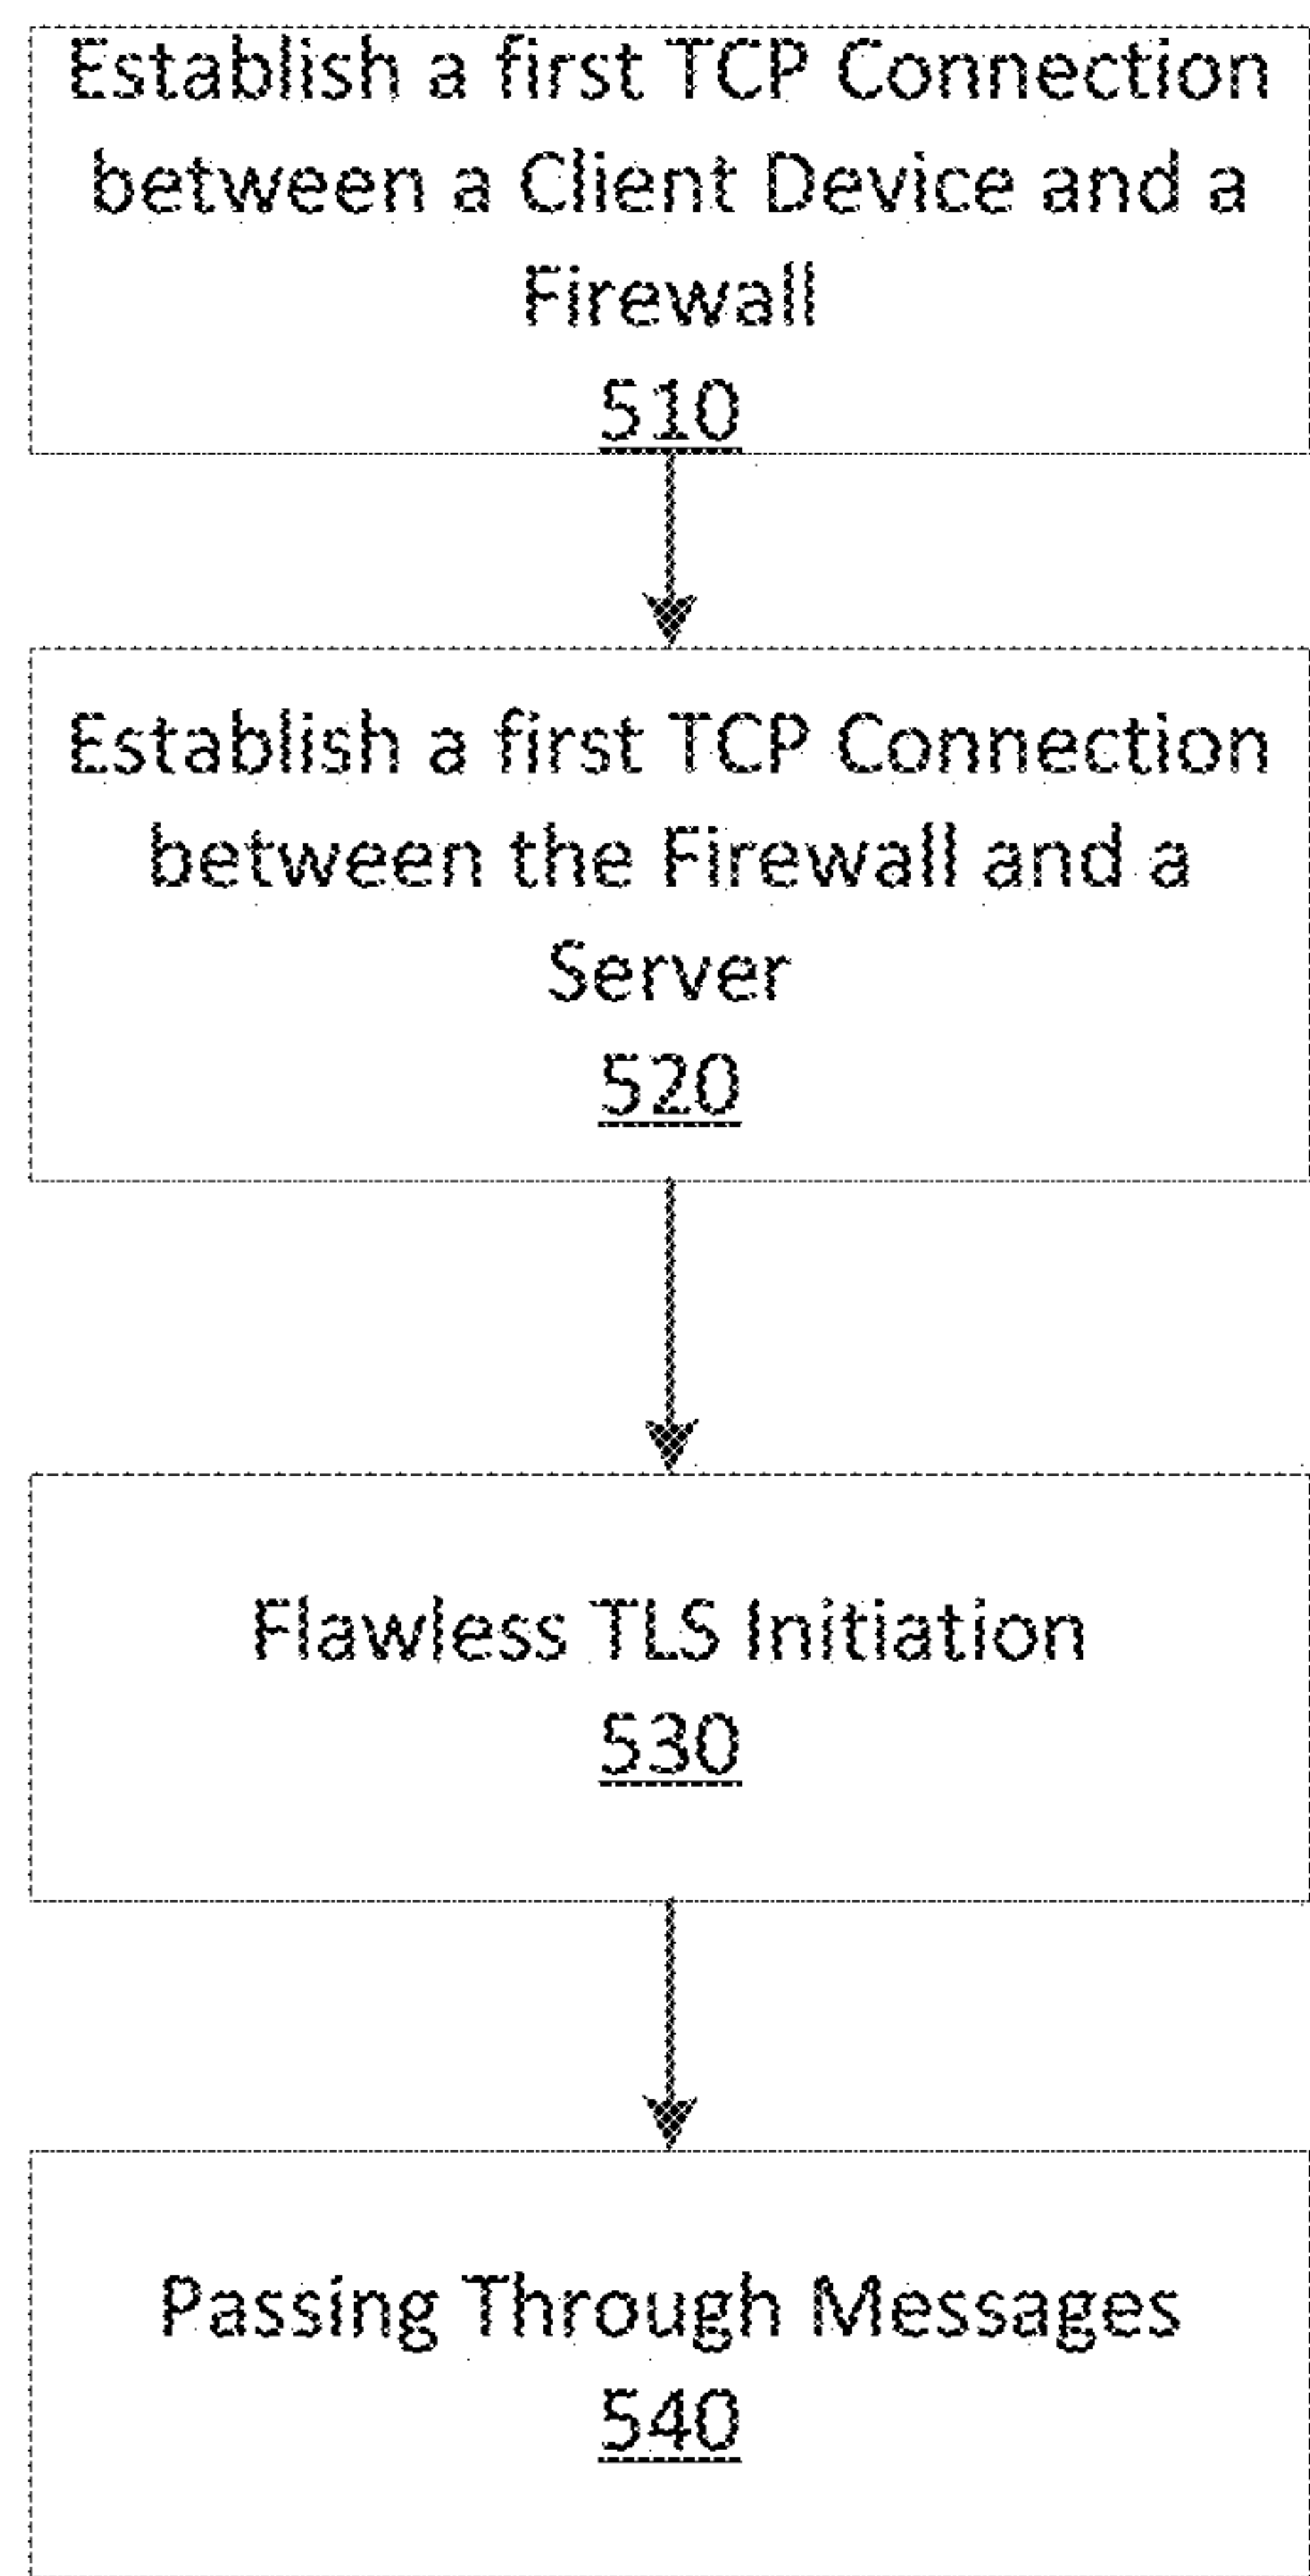 Establish a first TCP Connection
between a Client Device and a
Firewall
510
Establish a first TCP Connection
between the Firewall and a
Server
520
Flawless TLS Initiation
530
Passing Through Messages
540